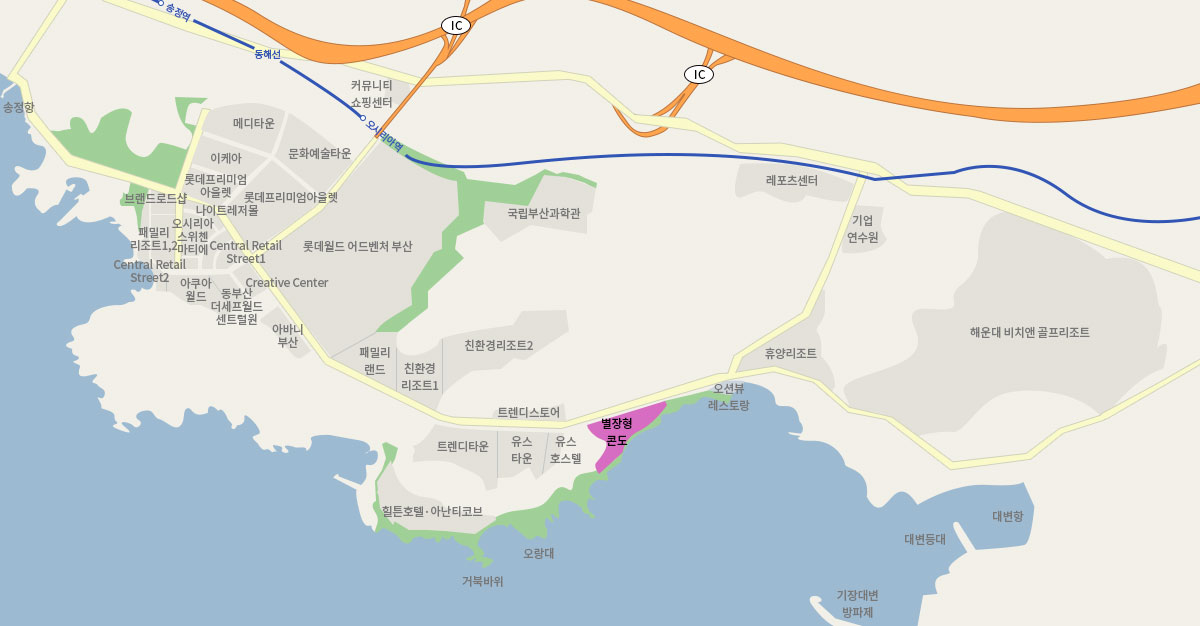 송정역
IC
동해선
IC
커뮤니티
쇼핑센터
송정항
메디타운
오시리아역
이케아
문화예술타운
롯데프리미엄
아울렛
롯데프리미엄아울렛
브랜드로드샵
나이트레저몰
레포츠센터
국립부산과학관
오시리아
스위첸
마티에
패밀리
리조트1,2
기업
연수원
Central Retail
Street1
롯데월드 어드벤처 부산
Central Retail
Street2
아쿠아
월드
Creative Center
동부산
더세프월드
센트럴원
아바니
부산
해운대 비치앤 골프리조트
패밀리
랜드
친환경
리조트1
친환경리조트2
휴양리조트
오션뷰
레스토랑
트렌디스토어
별장형
콘도
트렌디타운
유스
타운
유스
호스텔
힐튼호텔·아난티코브
대변항
대변등대
오랑대
거북바위
기장대변
방파제